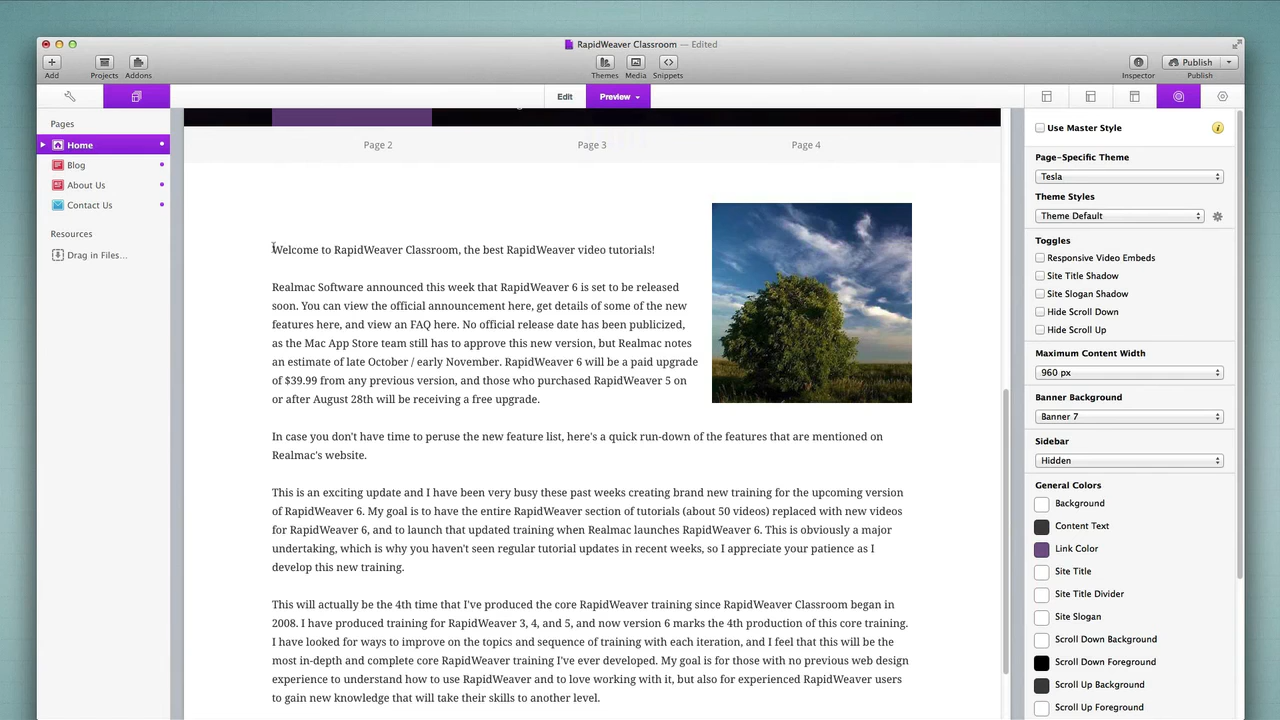 RapidWeaver Classroom — Edited
Add
Projects
Addons
Themes
Media
Snippets
Inspector
Publish
Publish
Edit
Preview
Pages
Home
Blog
About Us
Contact Us
Resources
Drag in Files...
Page 2
Page 3
Page 4
Welcome to RapidWeaver Classroom, the best RapidWeaver video tutorials!
Realmac Software announced this week that RapidWeaver 6 is set to be released
soon. You can view the official announcement here, get details of some of the new
features here, and view an FAQ here. No official release date has been publicized,
as the Mac App Store team still has to approve this new version, but Realmac notes
an estimate of late October / early November. RapidWeaver 6 will be a paid upgrade
of $39.99 from any previous version, and those who purchased RapidWeaver 5 on
or after August 28th will be receiving a free upgrade.
In case you don't have time to peruse the new feature list, here's a quick run-down of the features that are mentioned on
Realmac's website.
This is an exciting update and I have been very busy these past weeks creating brand new training for the upcoming version
of RapidWeaver 6. My goal is to have the entire RapidWeaver section of tutorials (about 50 videos) replaced with new videos
for RapidWeaver 6, and to launch that updated training when Realmac launches RapidWeaver 6. This is obviously a major
undertaking, which is why you haven't seen regular tutorial updates in recent weeks, so I appreciate your patience as I
develop this new training.
This will actually be the 4th time that I've produced the core RapidWeaver training since RapidWeaver Classroom began in
2008. I have produced training for RapidWeaver 3, 4, and 5, and now version 6 marks the 4th production of this core training.
I have looked for ways to improve on the topics and sequence of training with each iteration, and I feel that this will be the
most in-depth and complete core RapidWeaver training I've ever developed. My goal is for those with no previous web design
experience to understand how to use RapidWeaver and to love working with it, but also for experienced RapidWeaver users
to gain new knowledge that will take their skills to another level.
Use Master Style
Page-Specific Theme
Tesla
Theme Styles
Theme Default
Toggles
Responsive Video Embeds
Site Title Shadow
Site Slogan Shadow
Hide Scroll Down
Hide Scroll Up
Maximum Content Width
960 px
Banner Background
Banner 7
Sidebar
Hidden
General Colors
Background
Content Text
Link Color
Site Title
Site Title Divider
Site Slogan
Scroll Down Background
Scroll Down Foreground
Scroll Up Background
Scroll Up Foreground